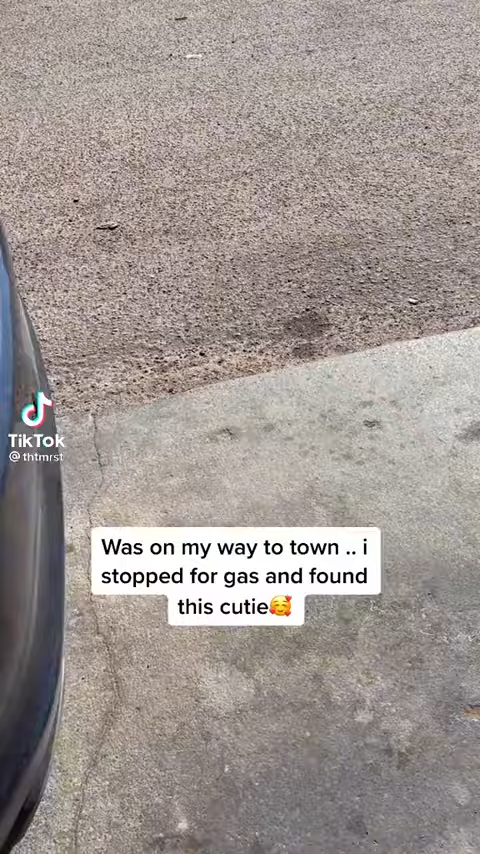 TikTok
@thtmrst
Was on my way to town .. i
stopped for gas and found
this cutie🥰